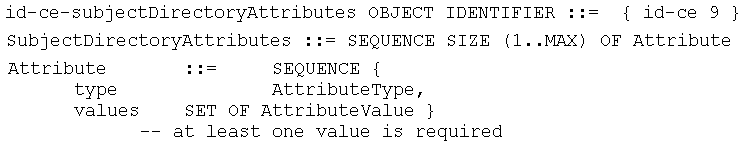 id-ce-subjectDirectoryAttributes OBJECT IDENTIFIER ::=  { id-ce 9 }
SubjectDirectoryAttributes ::= SEQUENCE SIZE (1..MAX) OF Attribute
Attribute       ::=     SEQUENCE {
      type              AttributeType,
      values    SET OF AttributeValue }
            -- at least one value is required